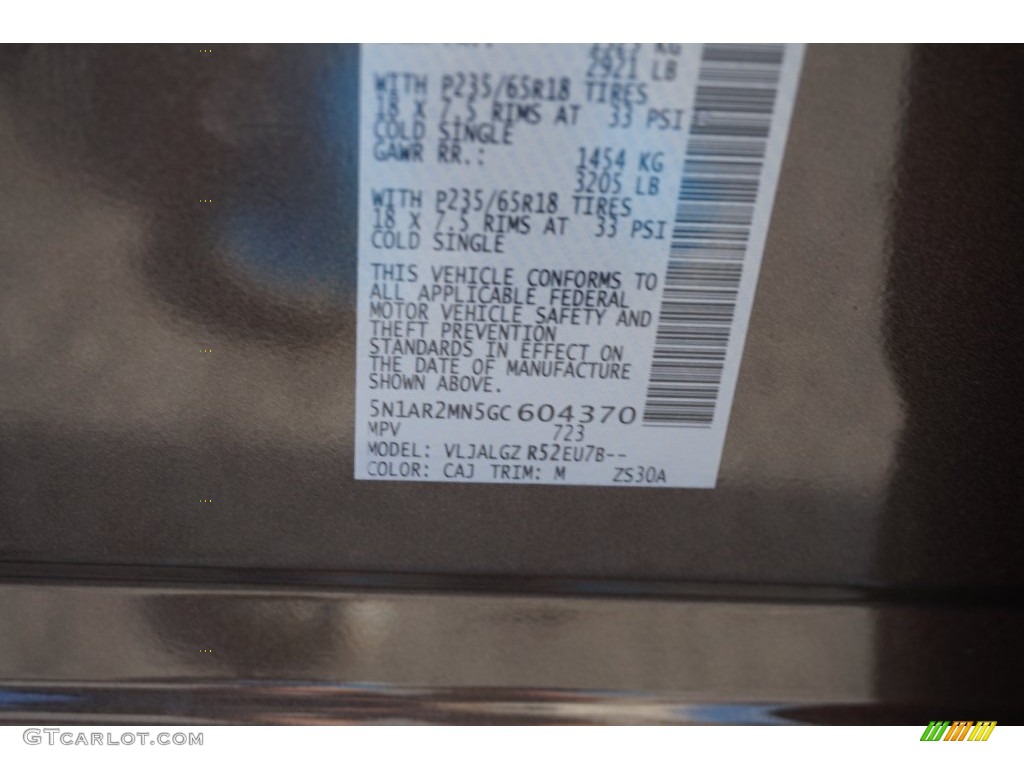 2921 LB
WITH P235/65R18 TIRES
18 X 7.5 RIMS AT 33 PSI
COLD SINGLE
GAWR RR.: 1454 KG
3205 LB
WITH P235/65R18 TIRES
18 X 7.5 RIMS AT 33 PSI
COLD SINGLE
THIS VEHICLE CONFORMS TO
ALL APPLICABLE FEDERAL
MOTOR VEHICLE SAFETY AND
THEFT PREVENTION
STANDARDS IN EFFECT ON
THE DATE OF MANUFACTURE
SHOWN ABOVE.
5N1AR2MN5GC 604370
MPV 723
MODEL: VLJALGZ R52EU7B--
COLOR: CAJ TRIM: M ZS30A
GTCARLOT.COM